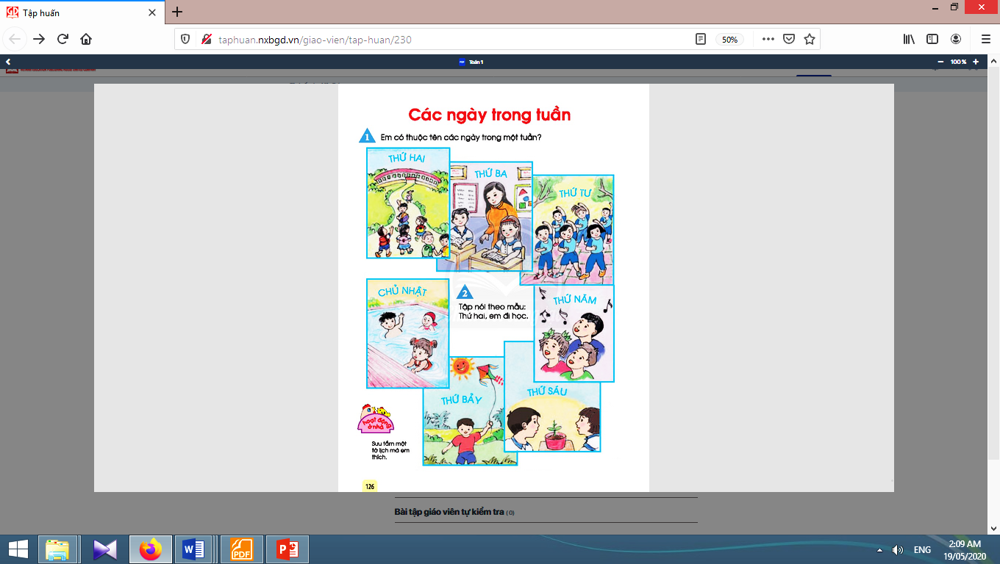 Tập huấn
taphuan.nxbgd.vn/giao-vien/tap-huan/230
50%
Toán 1
100%
Các ngày trong tuần
1 Em có thuộc tên các ngày trong một tuần?
THỨ HAI
THỨ BA
THỨ TƯ
CHỦ NHẬT
2
Tập nói theo mẫu:
Thứ hai, em đi học.
THỨ NĂM
THỨ BẢY
THỨ SÁU
hoạt động
ở nhà
Sưu tầm một
tờ lịch mà em
thích.
126
Bài tập giáo viên tự kiểm tra (0)
ENG
2:09 AM
19/05/2020